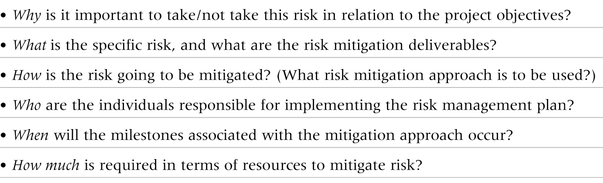 • Why is it important to take/not take this risk in relation to the project objectives?
• What is the specific risk, and what are the risk mitigation deliverables?
• How is the risk going to be mitigated? (What risk mitigation approach is to be used?)
• Who are the individuals responsible for implementing the risk management plan?
• When will the milestones associated with the mitigation approach occur?
• How much is required in terms of resources to mitigate risk?